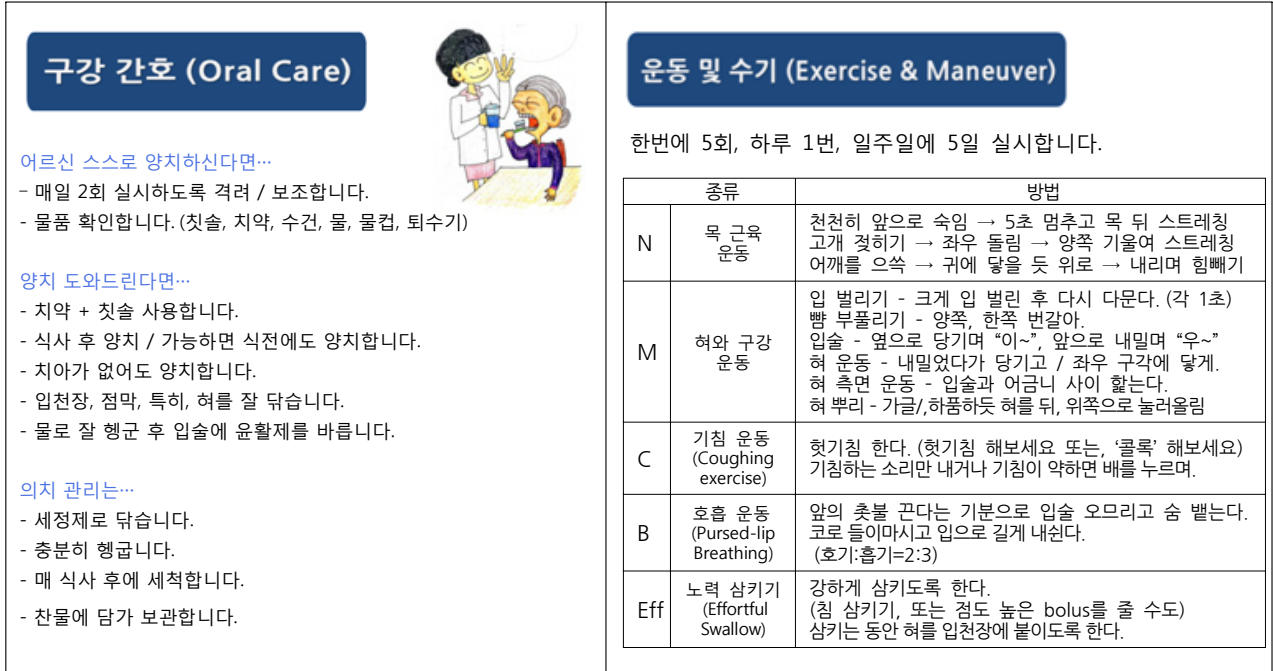 구강 간호 (Oral Care)
어르신 스스로 양치하신다면…
- 매일 2회 실시하도록 격려 / 보조합니다.
- 물품 확인합니다. (칫솔, 치약, 수건, 물, 물컵, 퇴수기)
양치 도와드린다면…
- 치약 + 칫솔 사용합니다.
- 식사 후 양치 / 가능하면 식전에도 양치합니다.
- 치아가 없어도 양치합니다.
- 입천장, 점막, 특히, 혀를 잘 닦습니다.
- 물로 잘 헹군 후 입술에 윤활제를 바릅니다.
의치 관리는…
- 세정제로 닦습니다.
- 충분히 헹굽니다.
- 매 식사 후에 세척합니다.
- 찬물에 담가 보관합니다.
운동 및 수기 (Exercise & Maneuver)
한번에 5회, 하루 1번, 일주일에 5일 실시합니다.
종류 방법
N
목 근육
운동
천천히 앞으로 숙임 → 5초 멈추고 목 뒤 스트레칭
고개 젖히기 → 좌우 돌림 → 양쪽 기울여 스트레칭
어깨를 으쓱 → 귀에 닿을 듯 위로 → 내리며 힘빼기
M
혀와 구강
운동
입 벌리기 - 크게 입 벌린 후 다시 다문다. (각 1초)
뺨 부풀리기 - 양쪽, 한쪽 번갈아.
입술 - 옆으로 당기며 “이~”, 앞으로 내밀며 “우~”
혀 운동 - 내밀었다가 당기고 / 좌우 구각에 닿게.
혀 측면 운동 - 입술과 어금니 사이 핥는다.
혀 뿌리 - 가글/,하품하듯 혀를 뒤, 위쪽으로 눌러올림
C
기침 운동
(Coughing
exercise)
헛기침 한다. (헛기침 해보세요 또는, ‘콜록’ 해보세요)
기침하는 소리만 내거나 기침이 약하면 배를 누르며.
B
호흡 운동
(Pursed-lip
Breathing)
앞의 촛불 끈다는 기분으로 입술 오므리고 숨 뱉는다.
코로 들이마시고 입으로 길게 내쉰다.
(호기:흡기=2:3)
Eff
노력 삼키기
(Effortful
Swallow)
강하게 삼키도록 한다.
(침 삼키기, 또는 점도 높은 bolus를 줄 수도)
삼키는 동안 혀를 입천장에 붙이도록 한다.